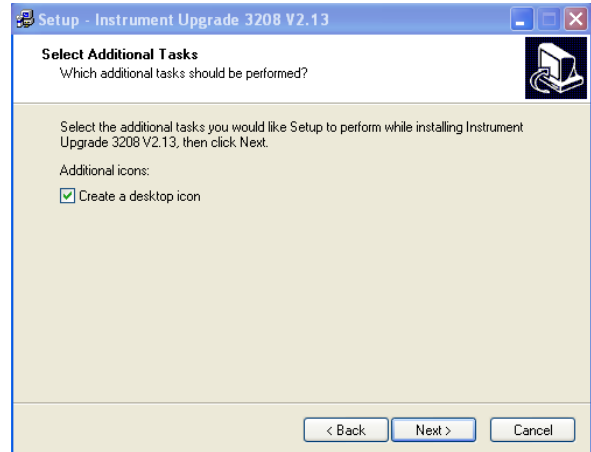 Setup - Instrument Upgrade 3208 V2.13
Select Additional Tasks
Which additional tasks should be performed?
Select the additional tasks you would like Setup to perform while installing Instrument
Upgrade 3208 V2.13, then click Next.
Additional icons:
Create a desktop icon
< Back
Next >
Cancel